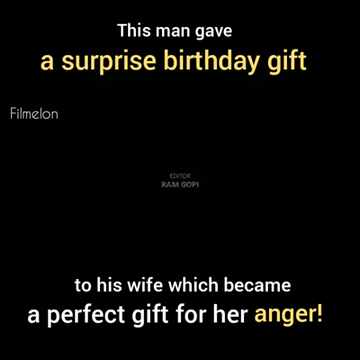 This man gave
a surprise birthday gift
Filmelon
EDITOR
RAM GOPI
to his wife which became
a perfect gift for her anger!